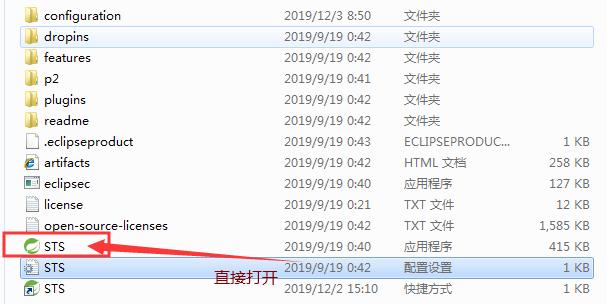 configuration 2019/12/3 8:50 文件夹
dropins 2019/9/19 0:42 文件夹
features 2019/9/19 0:42 文件夹
p2 2019/9/19 0:41 文件夹
plugins 2019/9/19 0:42 文件夹
readme 2019/9/19 0:42 文件夹
.eclipseproduct 2019/9/19 0:43 ECLIPSEPRODUC... 1 KB
artifacts 2019/9/19 0:42 HTML 文档 258 KB
eclipsec 2019/9/19 0:40 应用程序 127 KB
license 2019/9/19 0:21 TXT 文件 12 KB
open-source-licenses 2019/9/19 0:42 TXT 文件 1,585 KB
STS 2019/9/19 0:40 应用程序 415 KB
STS 2019/9/19 0:42 配置设置 1 KB
直接打开
STS 2019/12/2 15:10 快捷方式 1 KB